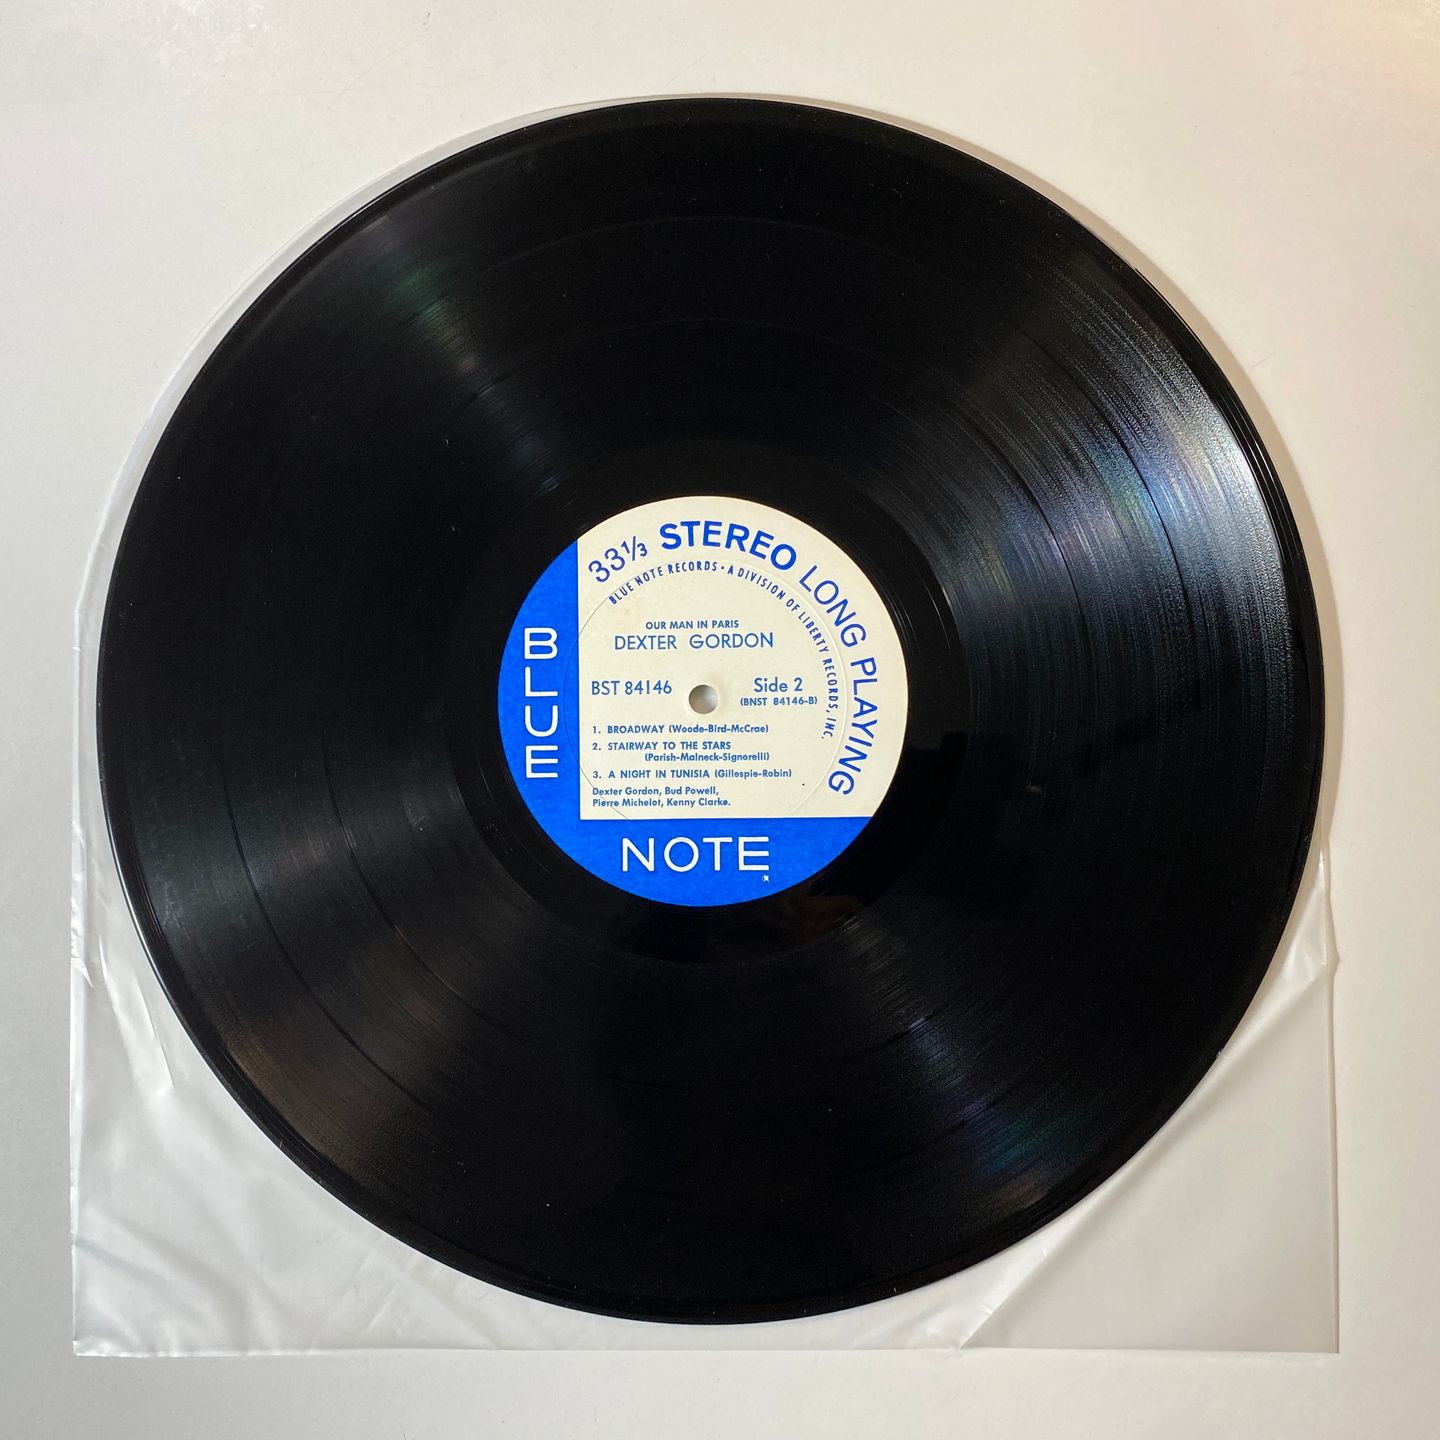 33⅓ STEREO LONG PLAYING
BLUE NOTE RECORDS • A DIVISION OF LIBERTY RECORDS, INC.
OUR MAN IN PARIS
DEXTER GORDON
BST 84146
Side 2
(BNST 84146-B)
1. BROADWAY (Woode-Bird-McCrae)
2. STAIRWAY TO THE STARS
(Parish-Malneck-Signorelli)
3. A NIGHT IN TUNISIA (Gillespie-Robin)
Dexter Gordon, Bud Powell,
Pierre Michelot, Kenny Clarke.
BLUE
NOTE